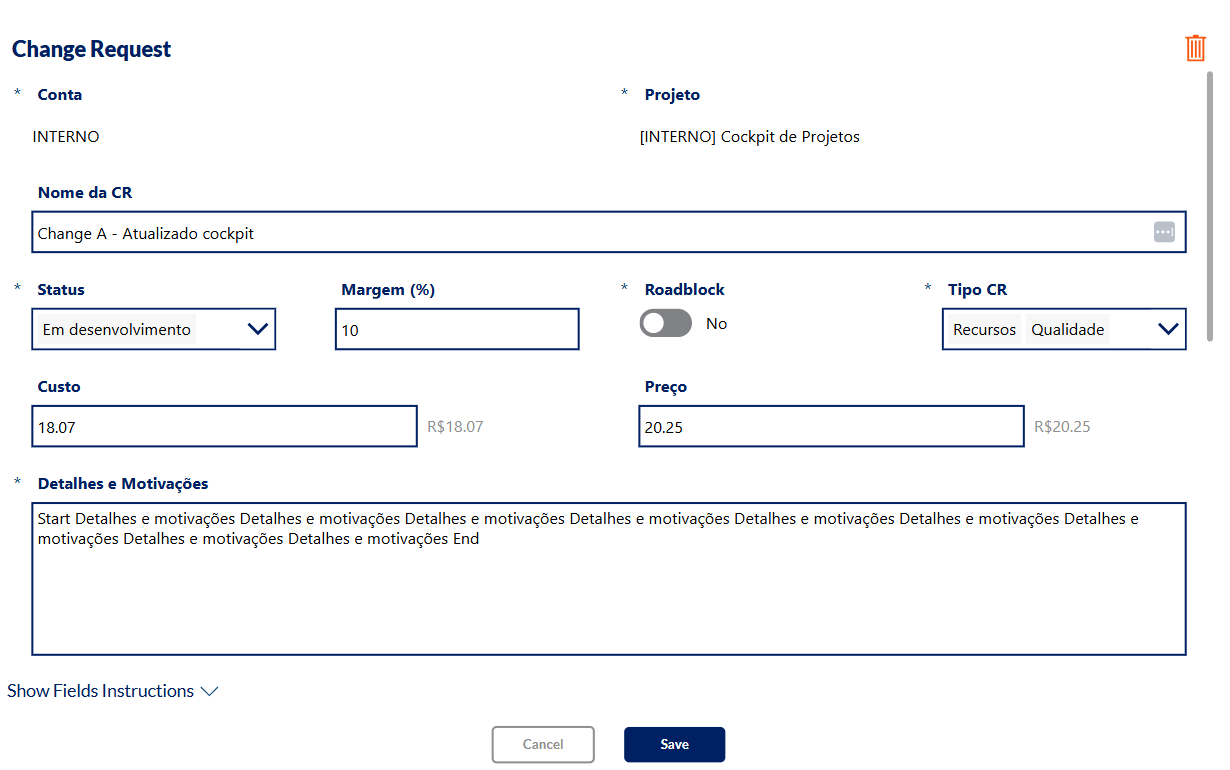 Change Request
* Conta
* Projeto
INTERNO
[INTERNO] Cockpit de Projetos
Nome da CR
Change A - Atualizado cockpit
* Status
Margem (%)
* Roadblock
* Tipo CR
Em desenvolvimento
10
No
Recursos Qualidade
Custo
Preço
18.07
R$18.07
20.25
R$20.25
* Detalhes e Motivações
Start Detalhes e motivações Detalhes e motivações Detalhes e motivações Detalhes e motivações Detalhes e motivações Detalhes e motivações Detalhes e
motivações Detalhes e motivações Detalhes e motivações End
Show Fields Instructions
Cancel
Save